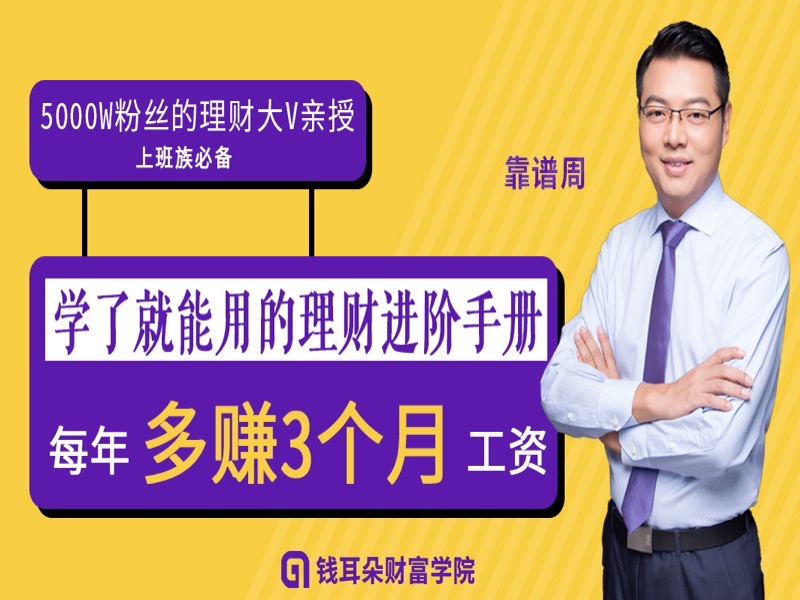 5000W粉丝的理财大V亲授
上班族必备
靠谱周
学了就能用的理财进阶手册
每年多赚3个月工资
钱耳朵财富学院